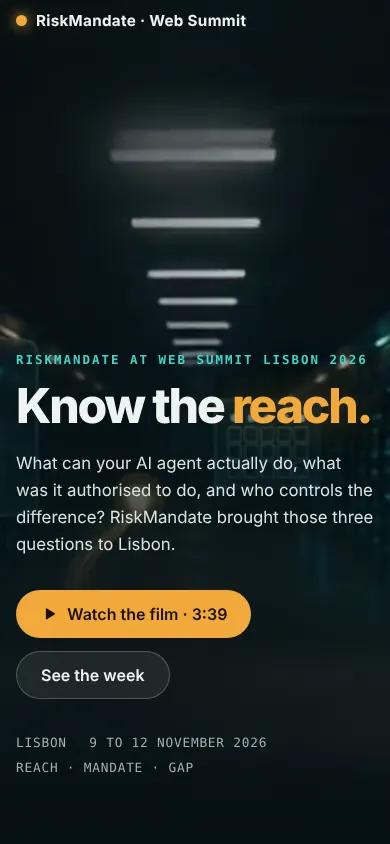 RiskMandate · Web Summit
RISKMANDATE AT WEB SUMMIT LISBON 2026
Know the reach.
What can your AI agent actually do, what
was it authorised to do, and who controls the
difference? RiskMandate brought those three
questions to Lisbon.
Watch the film · 3:39
See the week
LISBON 9 TO 12 NOVEMBER 2026
REACH · MANDATE · GAP